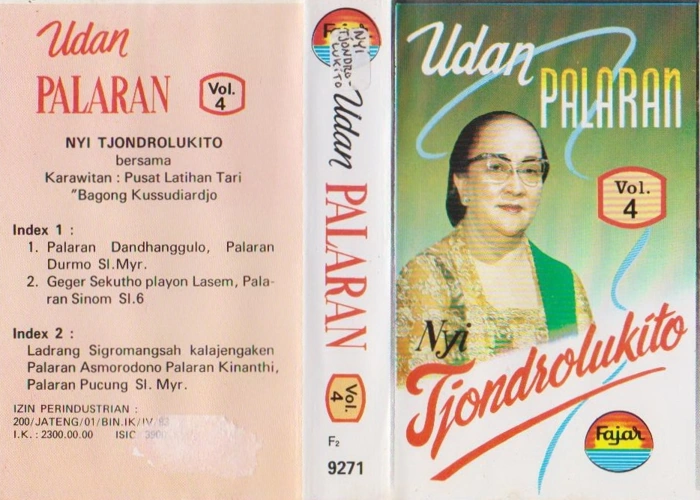 Udan
PALARAN
Vol.
4
NYI TJONDROLUKITO
bersama
Karawitan : Pusat Latihan Tari
"Bagong Kussudiardjo
Index 1 :
1. Palaran Dandhanggulo, Palaran
Durmo Sl.Myr.
2. Geger Sekutho playon Lasem, Pala-
ran Sinom Sl.6
Index 2 :
Ladrang Sigromangsah kalajengaken
Palaran Asmorodono Palaran Kinanthi,
Palaran Pucung Sl. Myr.
IZIN PERINDUSTRIAN :
200/JATENG/01/BIN.IK/IV/
I.K. : 2300.00.00 ISIC
NYI
TJONDRO-
LUKITO
Udan PALARAN
Vol.
4
F2
9271
Udan
PALARAN
Vol.
4
Nyi
Tjondrolukito
Fajar